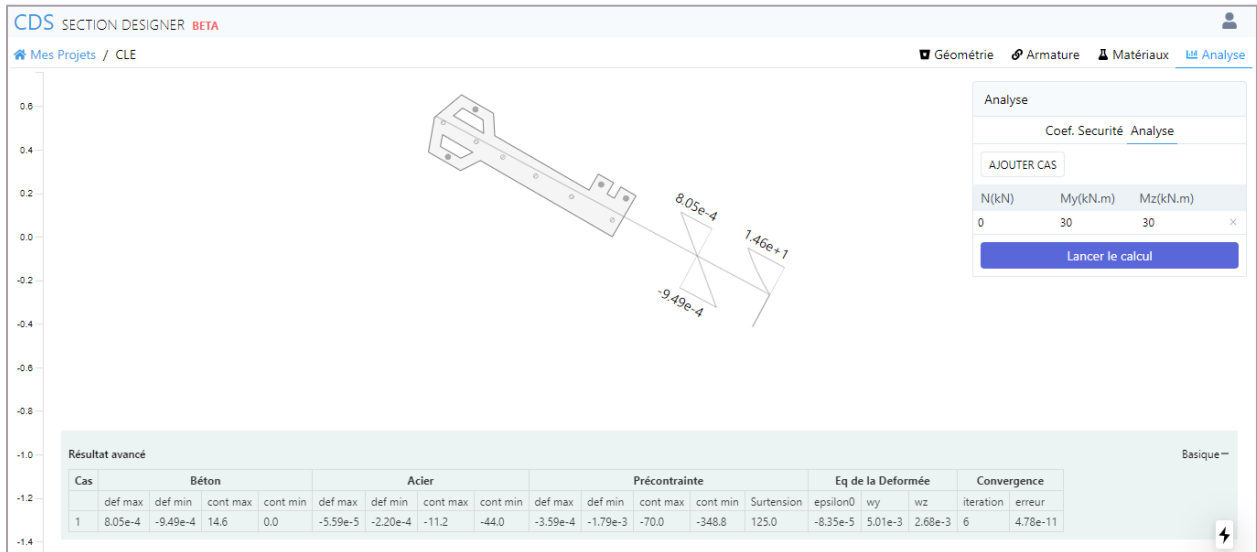 CDS SECTION DESIGNER BETA
Mes Projets / CLE
Géométrie Armature Matériaux Analyse
0.6
0.4
0.2
0.0
-0.2
-0.4
-0.6
-0.8
-1.0
-1.2
-1.4
8.05e-4
1.46e+1
-9.49e-4
Analyse
Coef. Securité Analyse
AJOUTER CAS
N(kN) My(kN.m) Mz(kN.m)
0 30 30 ×
Lancer le calcul
Résultat avancé Basique−
Cas Béton Acier Précontrainte Eq de la Deformée Convergence
def max def min cont max cont min def max def min cont max cont min def max def min cont max cont min Surtension epsilon0 wy wz iteration erreur
1 8.05e-4 -9.49e-4 14.6 0.0 -5.59e-5 -2.20e-4 -11.2 -44.0 -3.59e-4 -1.79e-3 -70.0 -348.8 125.0 -8.35e-5 5.01e-3 2.68e-3 6 4.78e-11